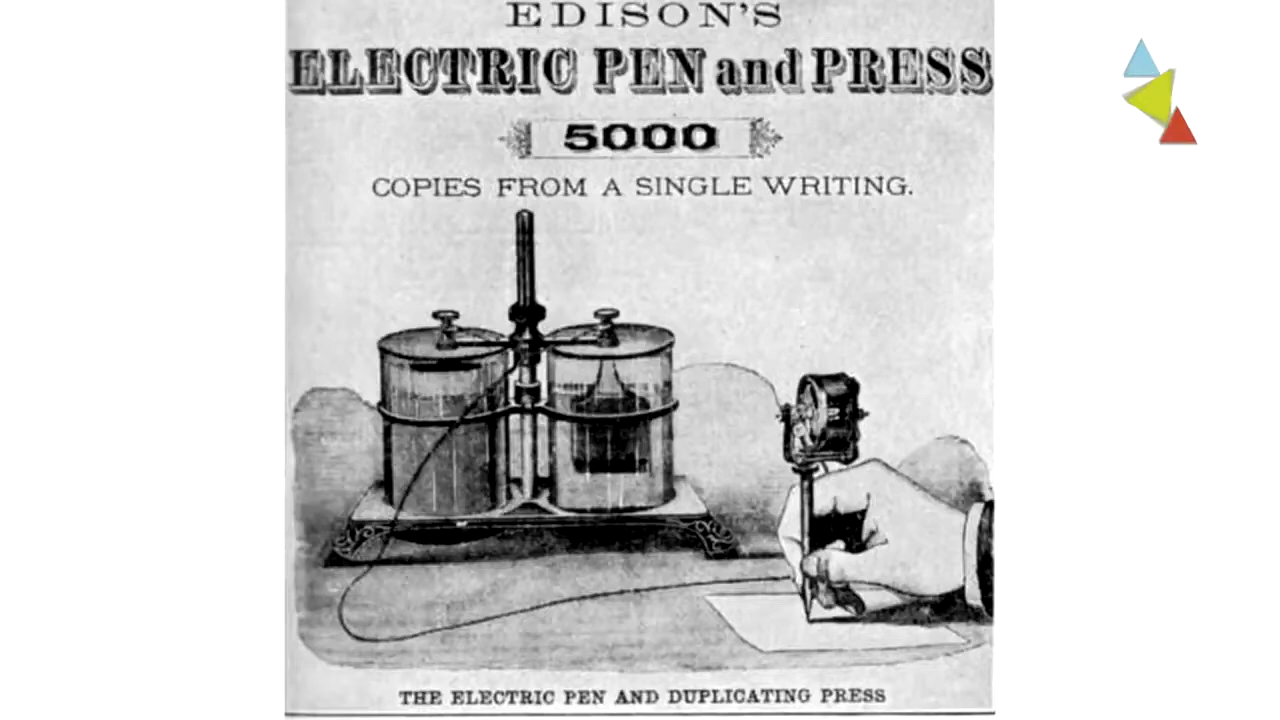 EDISON'S
ELECTRIC PEN and PRESS
5000
COPIES FROM A SINGLE WRITING.
THE ELECTRIC PEN AND DUPLICATING PRESS